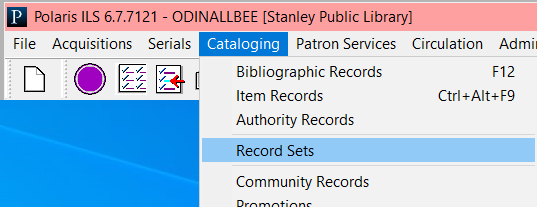 Polaris ILS 6.7.7121 - ODINALLBEE [Stanley Public Library]
File Acquisitions Serials Cataloging Patron Services Circulation Admi
Bibliographic Records F12
Item Records Ctrl+Alt+F9
Authority Records
Record Sets
Community Records
Promotions